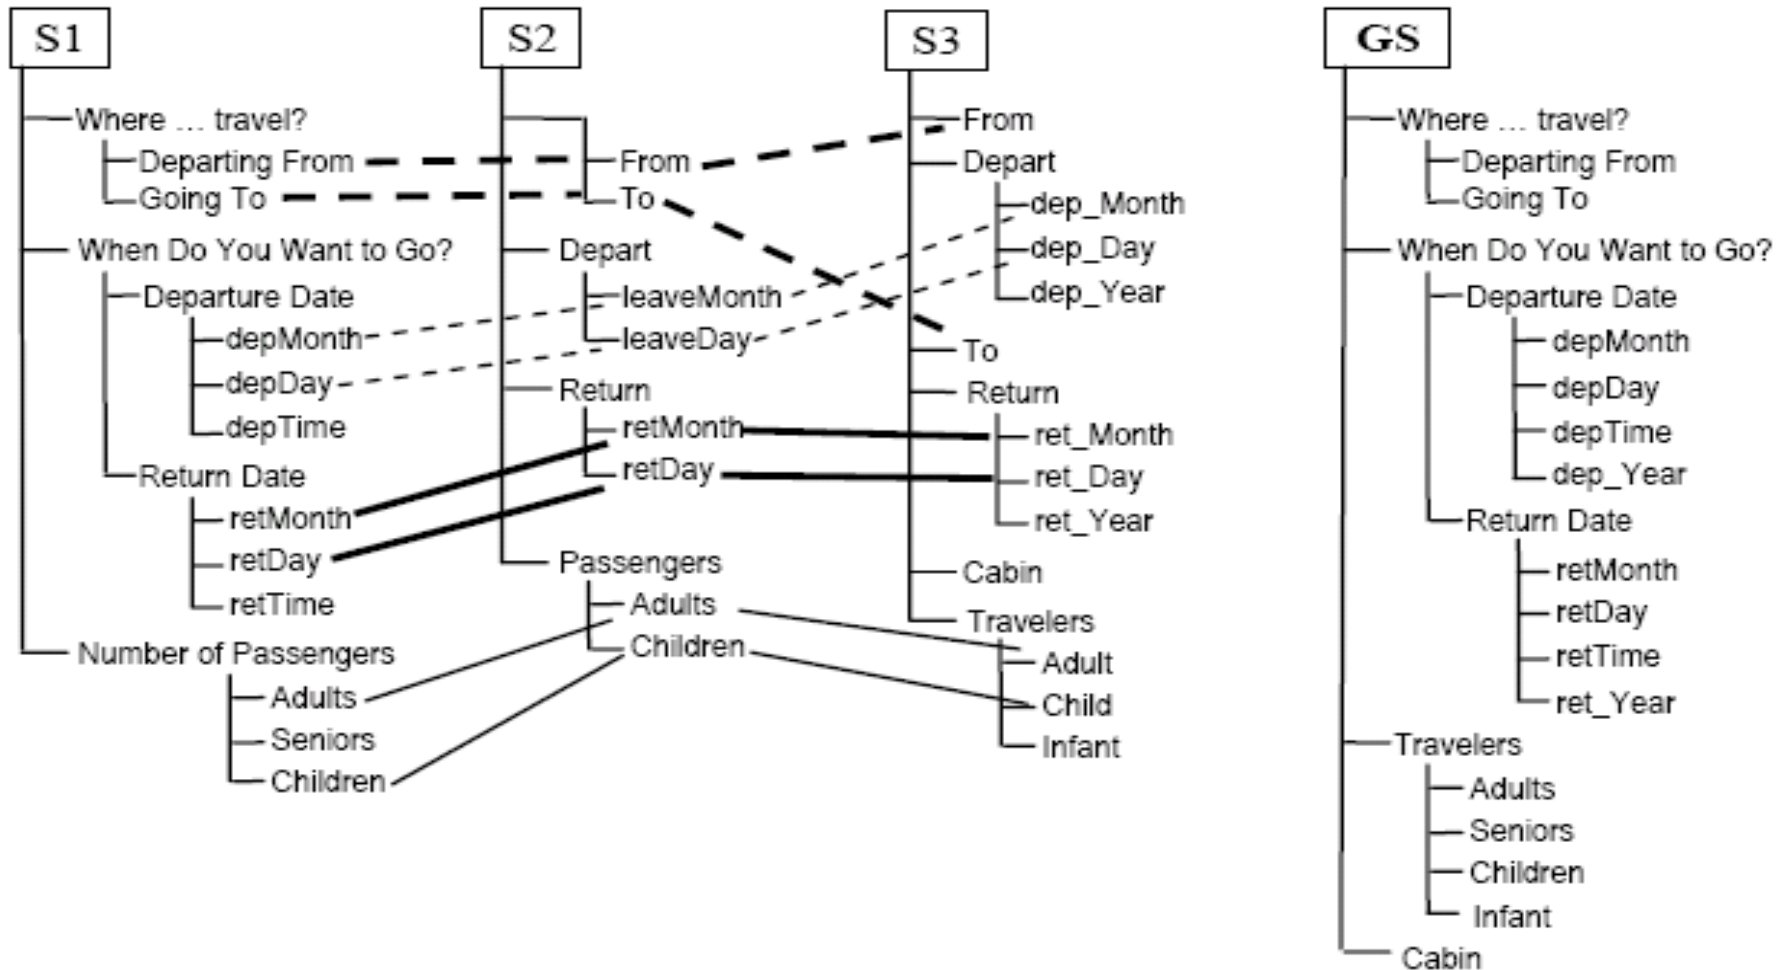 S1
Where ... travel?
Departing From
Going To
When Do You Want to Go?
Departure Date
depMonth
depDay
depTime
Return Date
retMonth
retDay
retTime
Number of Passengers
Adults
Seniors
Children
S2
From
To
Depart
leaveMonth
leaveDay
Return
retMonth
retDay
Passengers
Adults
Children
S3
From
Depart
dep_Month
dep_Day
dep_Year
To
Return
ret_Month
ret_Day
ret_Year
Cabin
Travelers
Adult
Child
Infant
GS
Where ... travel?
Departing From
Going To
When Do You Want to Go?
Departure Date
depMonth
depDay
depTime
dep_Year
Return Date
retMonth
retDay
retTime
ret_Year
Travelers
Adults
Seniors
Children
Infant
Cabin